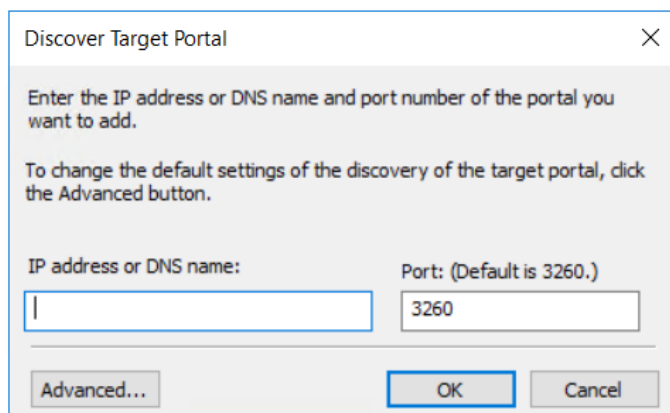 Discover Target Portal
Enter the IP address or DNS name and port number of the portal you
want to add.
To change the default settings of the discovery of the target portal, click
the Advanced button.
IP address or DNS name:
Port: (Default is 3260.)
3260
Advanced...
OK
Cancel